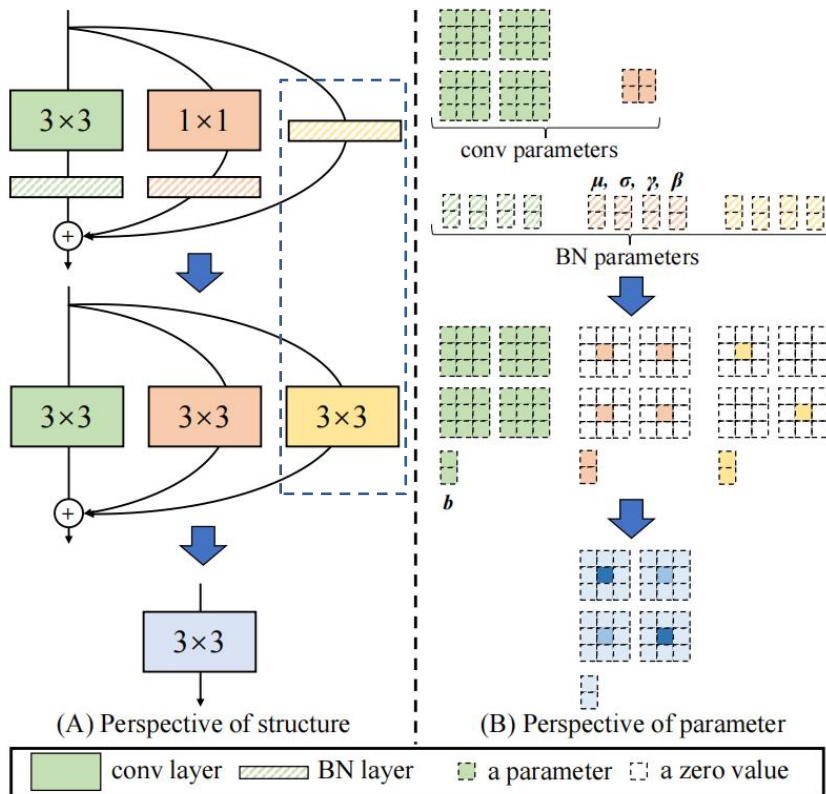 3×3
1×1
+
3×3
3×3
3×3
+
3×3
(A) Perspective of structure
conv parameters
μ, σ, γ, β
BN parameters
b
(B) Perspective of parameter
conv layer
BN layer
a parameter
a zero value